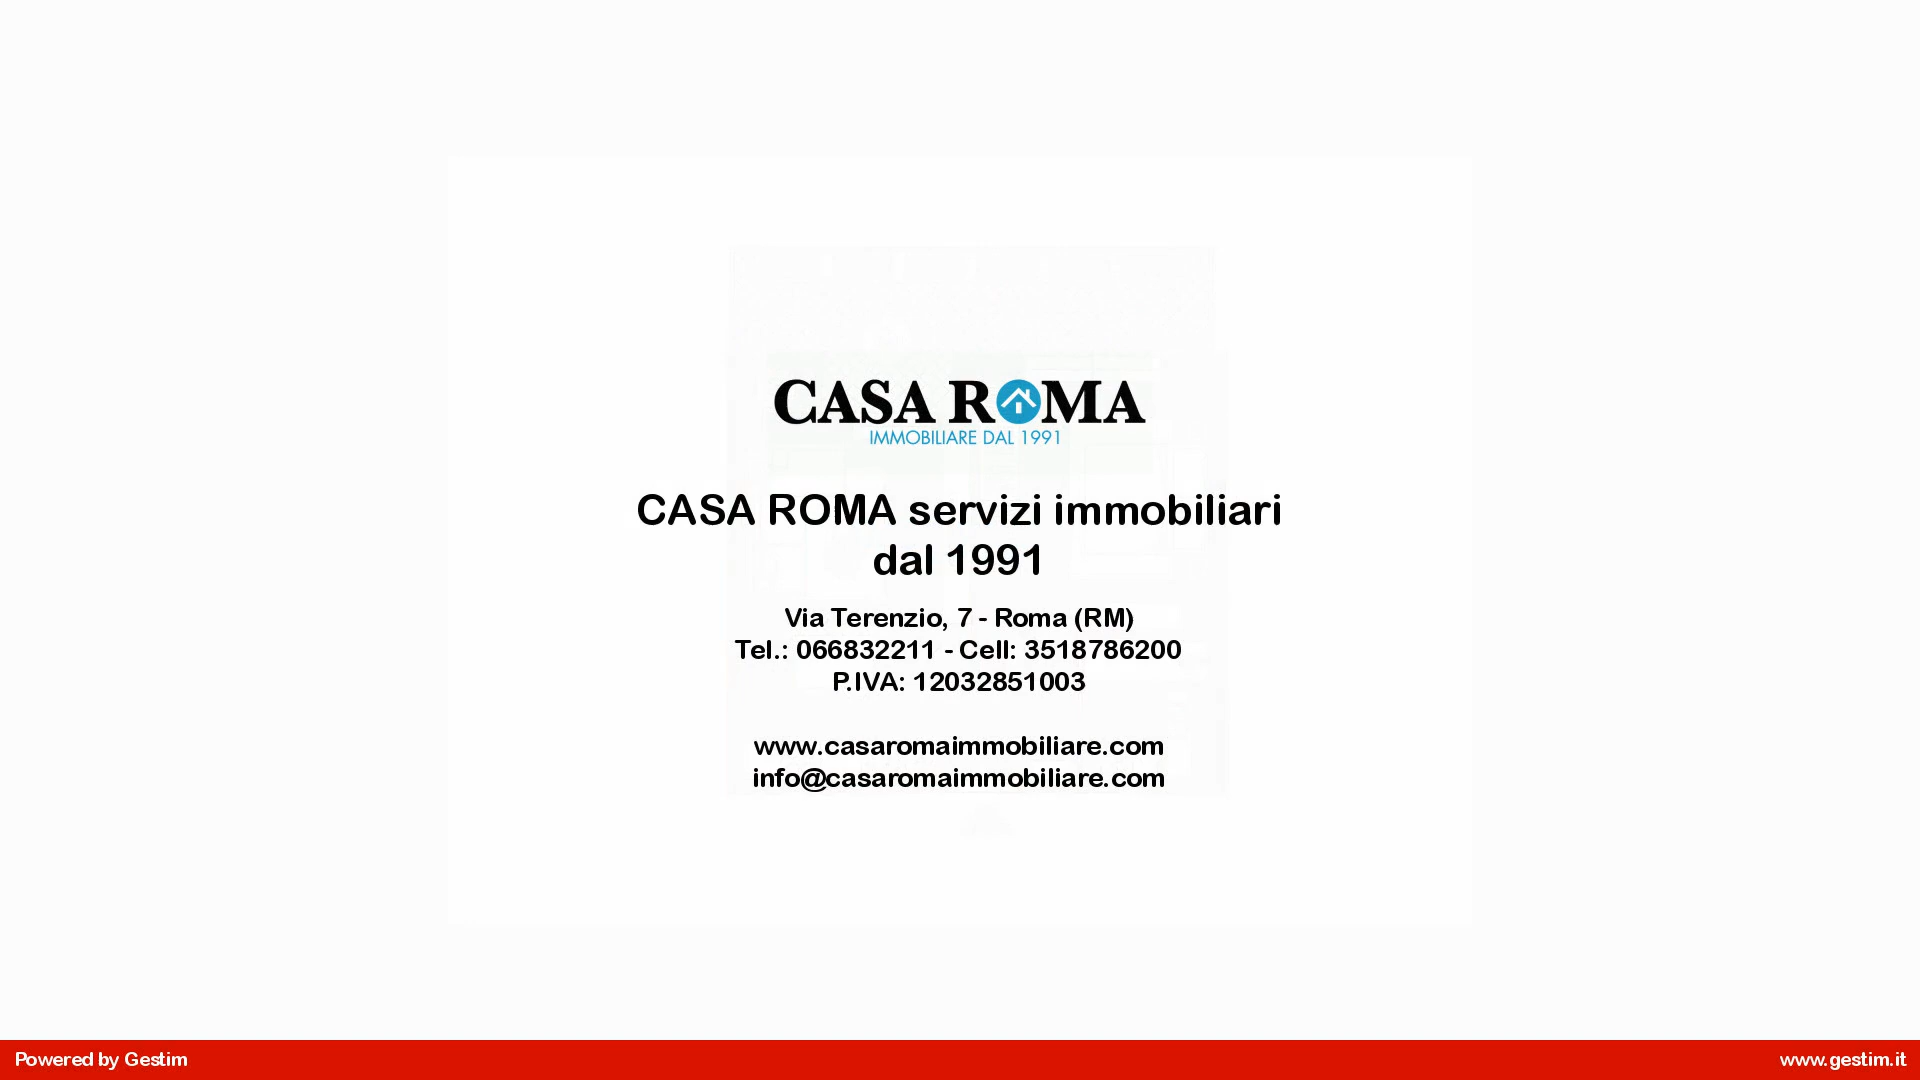 CASA ROMA
IMMOBILIARE DAL 1991
CASA ROMA servizi immobiliari
dal 1991
Via Terenzio, 7 - Roma (RM)
Tel.: 066832211 - Cell: 3518786200
P.IVA: 12032851003
www.casaromaimmobiliare.com
info@casaromaimmobiliare.com
Powered by Gestim
www.gestim.it